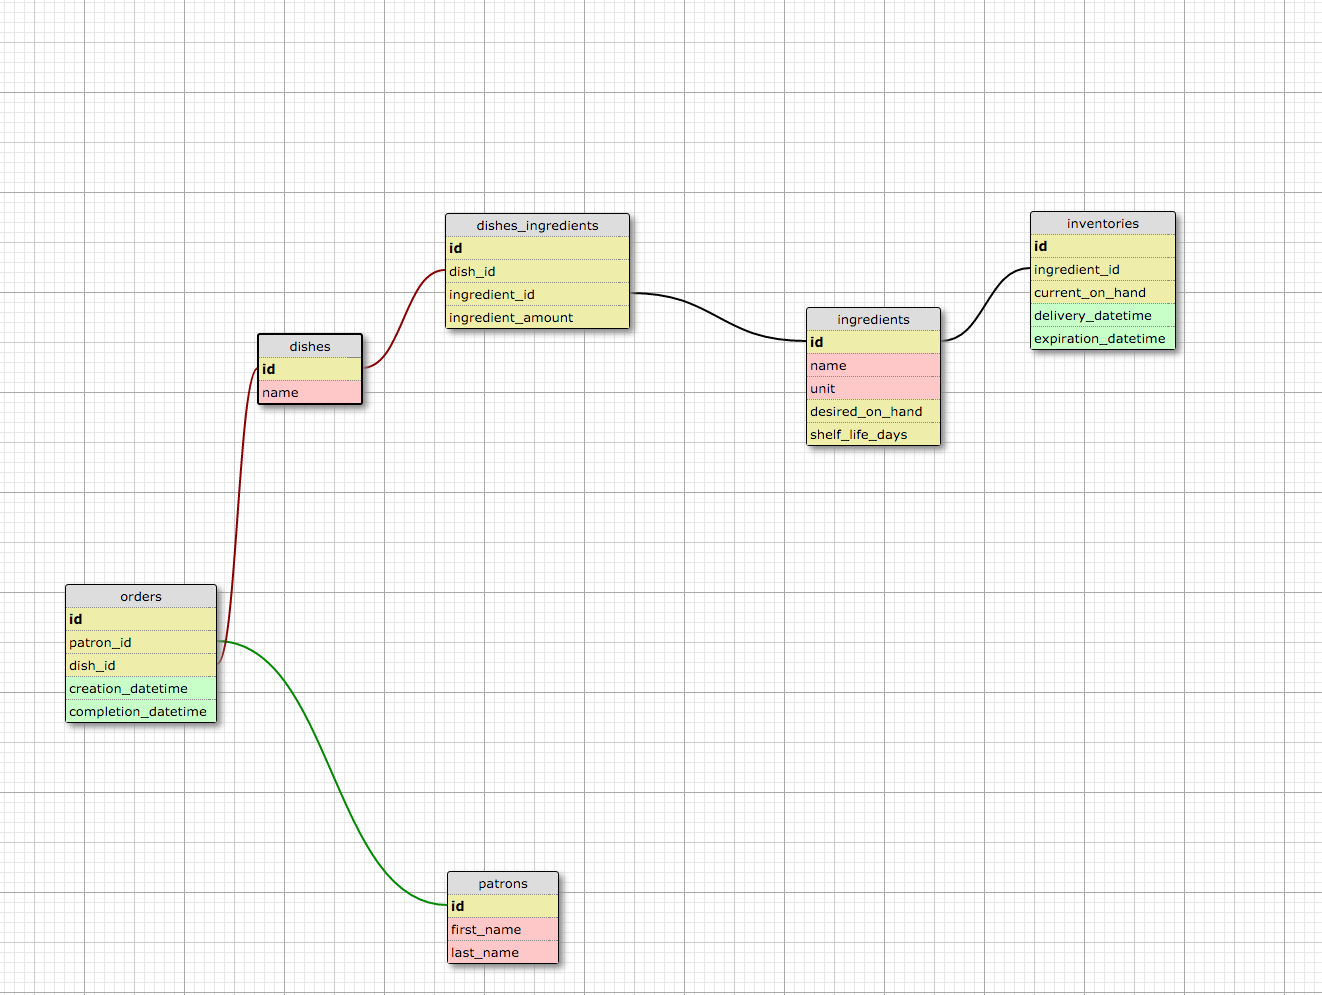 dishes_ingredients
id
dish_id
ingredient_id
ingredient_amount
inventories
id
ingredient_id
current_on_hand
delivery_datetime
expiration_datetime
ingredients
id
name
unit
desired_on_hand
shelf_life_days
dishes
id
name
orders
id
patron_id
dish_id
creation_datetime
completion_datetime
patrons
id
first_name
last_name